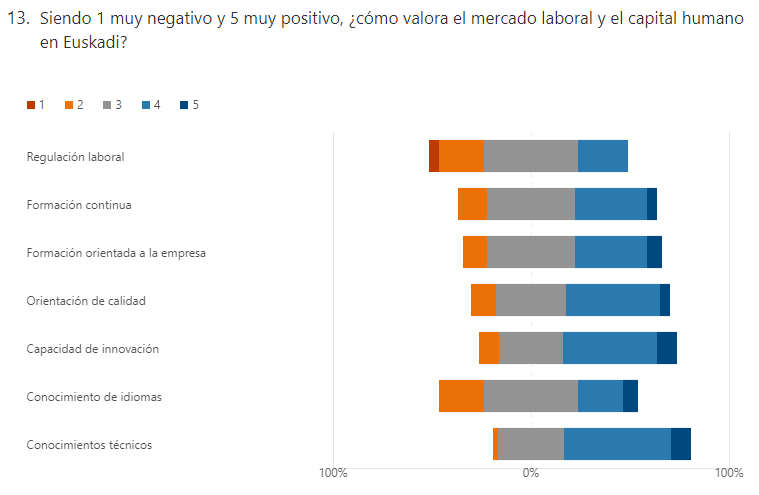 13. Siendo 1 muy negativo y 5 muy positivo, ¿cómo valora el mercado laboral y el capital humano
en Euskadi?
1 2 3 4 5
Regulación laboral
Formación continua
Formación orientada a la empresa
Orientación de calidad
Capacidad de innovación
Conocimiento de idiomas
Conocimientos técnicos
100% 0% 100%